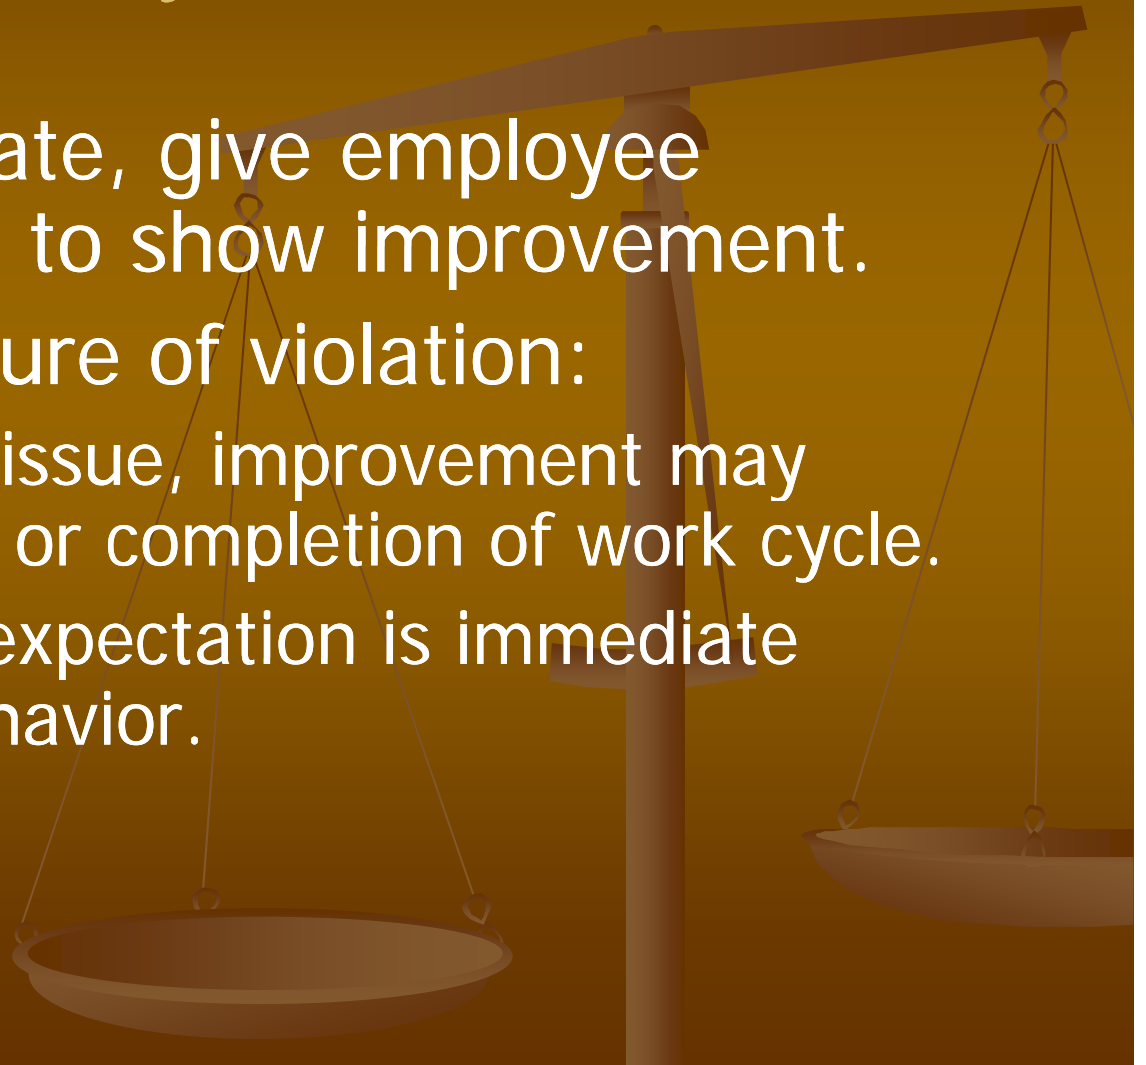 ate, give employee
to show improvement.
ure of violation:
issue, improvement may
or completion of work cycle.
expectation is immediate
havior.